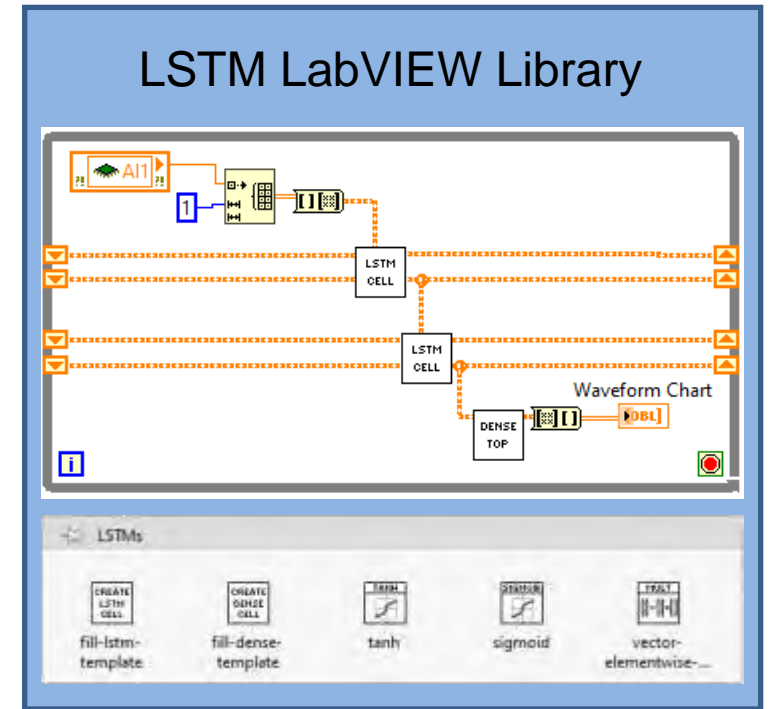 LSTM LabVIEW Library
AI1
1
LSTM
CELL
LSTM
CELL
Waveform Chart
DBL
DENSE
TOP
i
LSTMs
CREATE
LSTM
CELL
CREATE
DENSE
CELL
TANH
SIGMOID
MULT
fill-lstm-
template
fill-dense-
template
tanh
sigmoid
vector-
elementwise-...